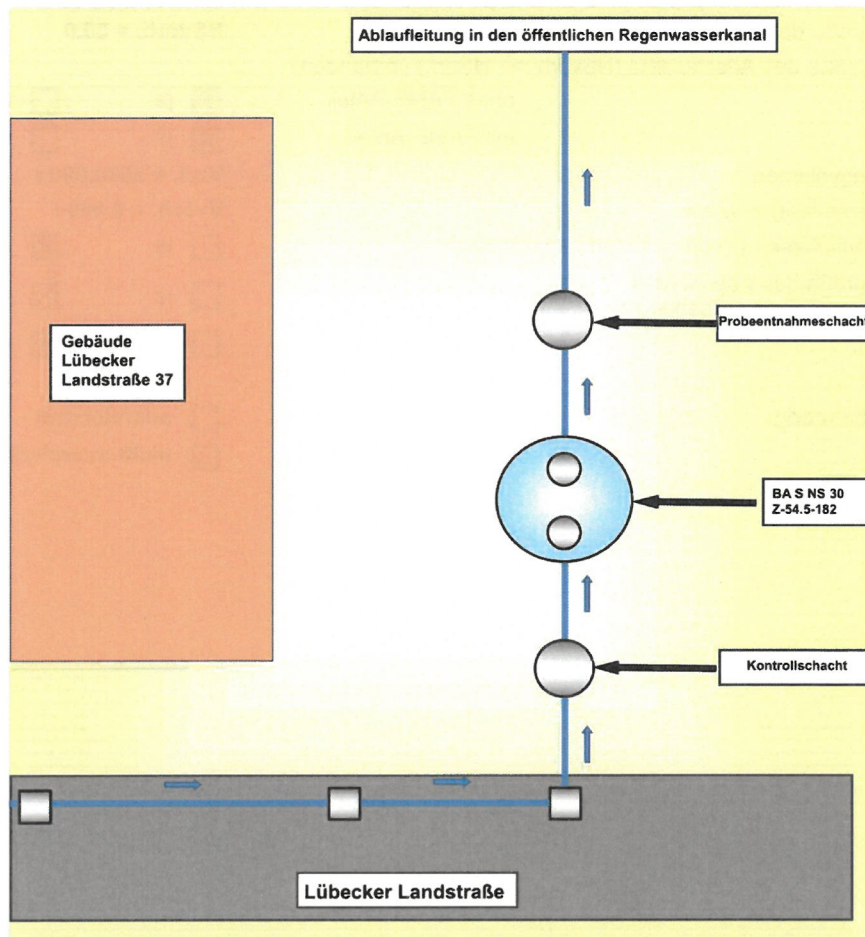 Ablaufleitung in den öffentlichen Regenwasserkanal
Gebäude
Lübecker
Landstraße 37
Probeentnahmeschacht
BA S NS 30
Z-54.5-182
Kontrollschacht
Lübecker Landstraße